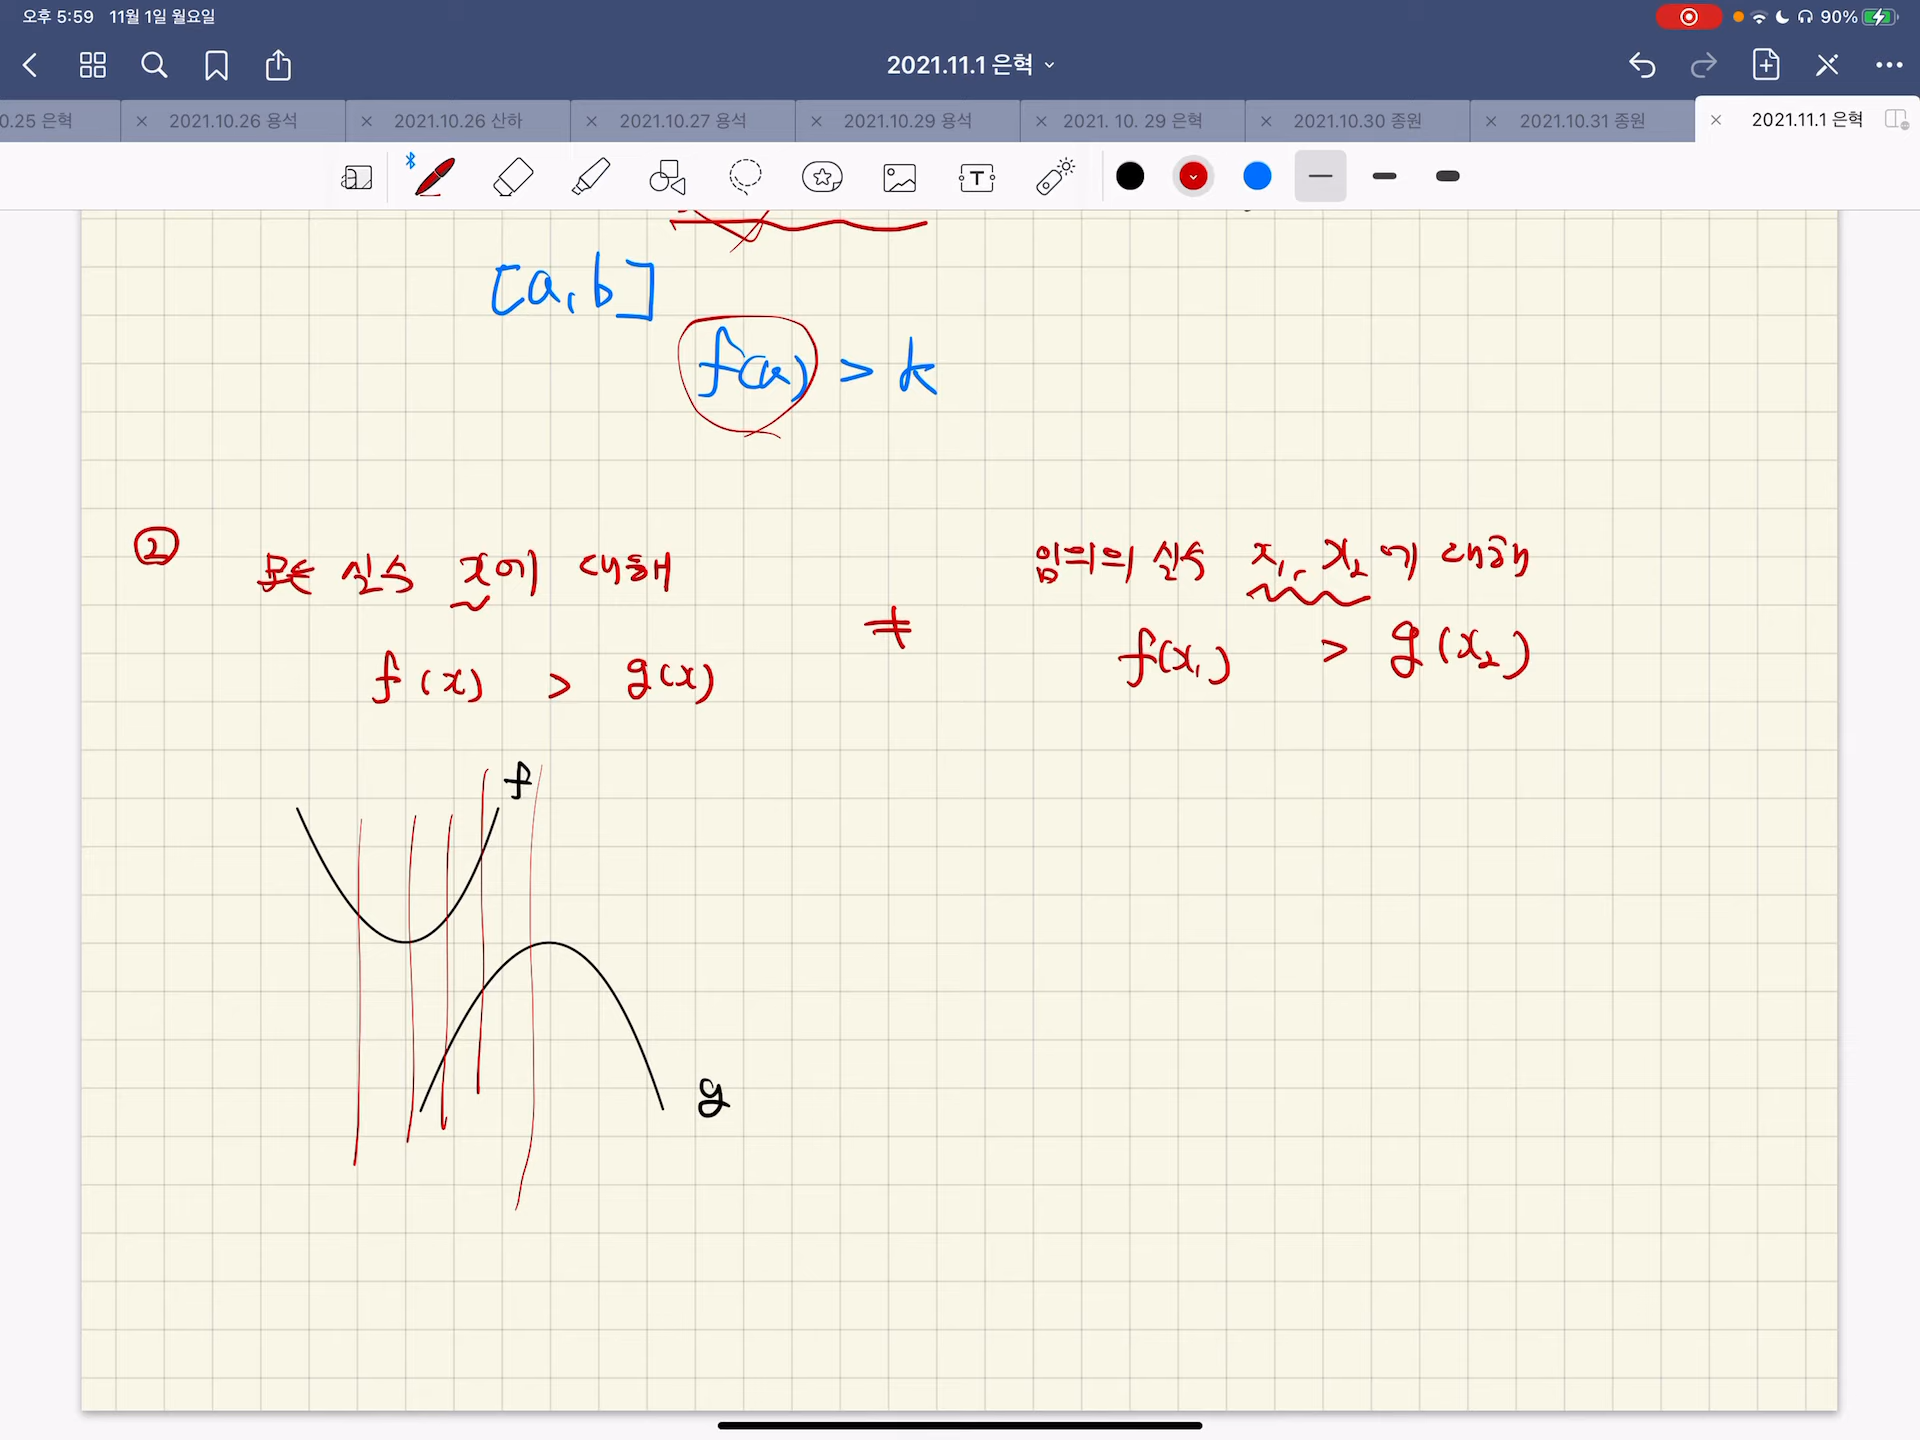 오후 5:59 11월 1일 월요일
90%
2021.11.1 은혁
0.25 은혁
2021.10.26 용석
2021.10.26 산하
2021.10.27 용석
2021.10.29 용석
2021. 10. 29 은혁
2021.10.30 종원
2021.10.31 종원
2021.11.1 은혁
[a, b]
f(a) > k
②
모든 실수 x에 대해
임의의 실수 x₁, x₂에 대해
≠
f(x) > g(x)
f(x₁) > g(x₂)
f
g